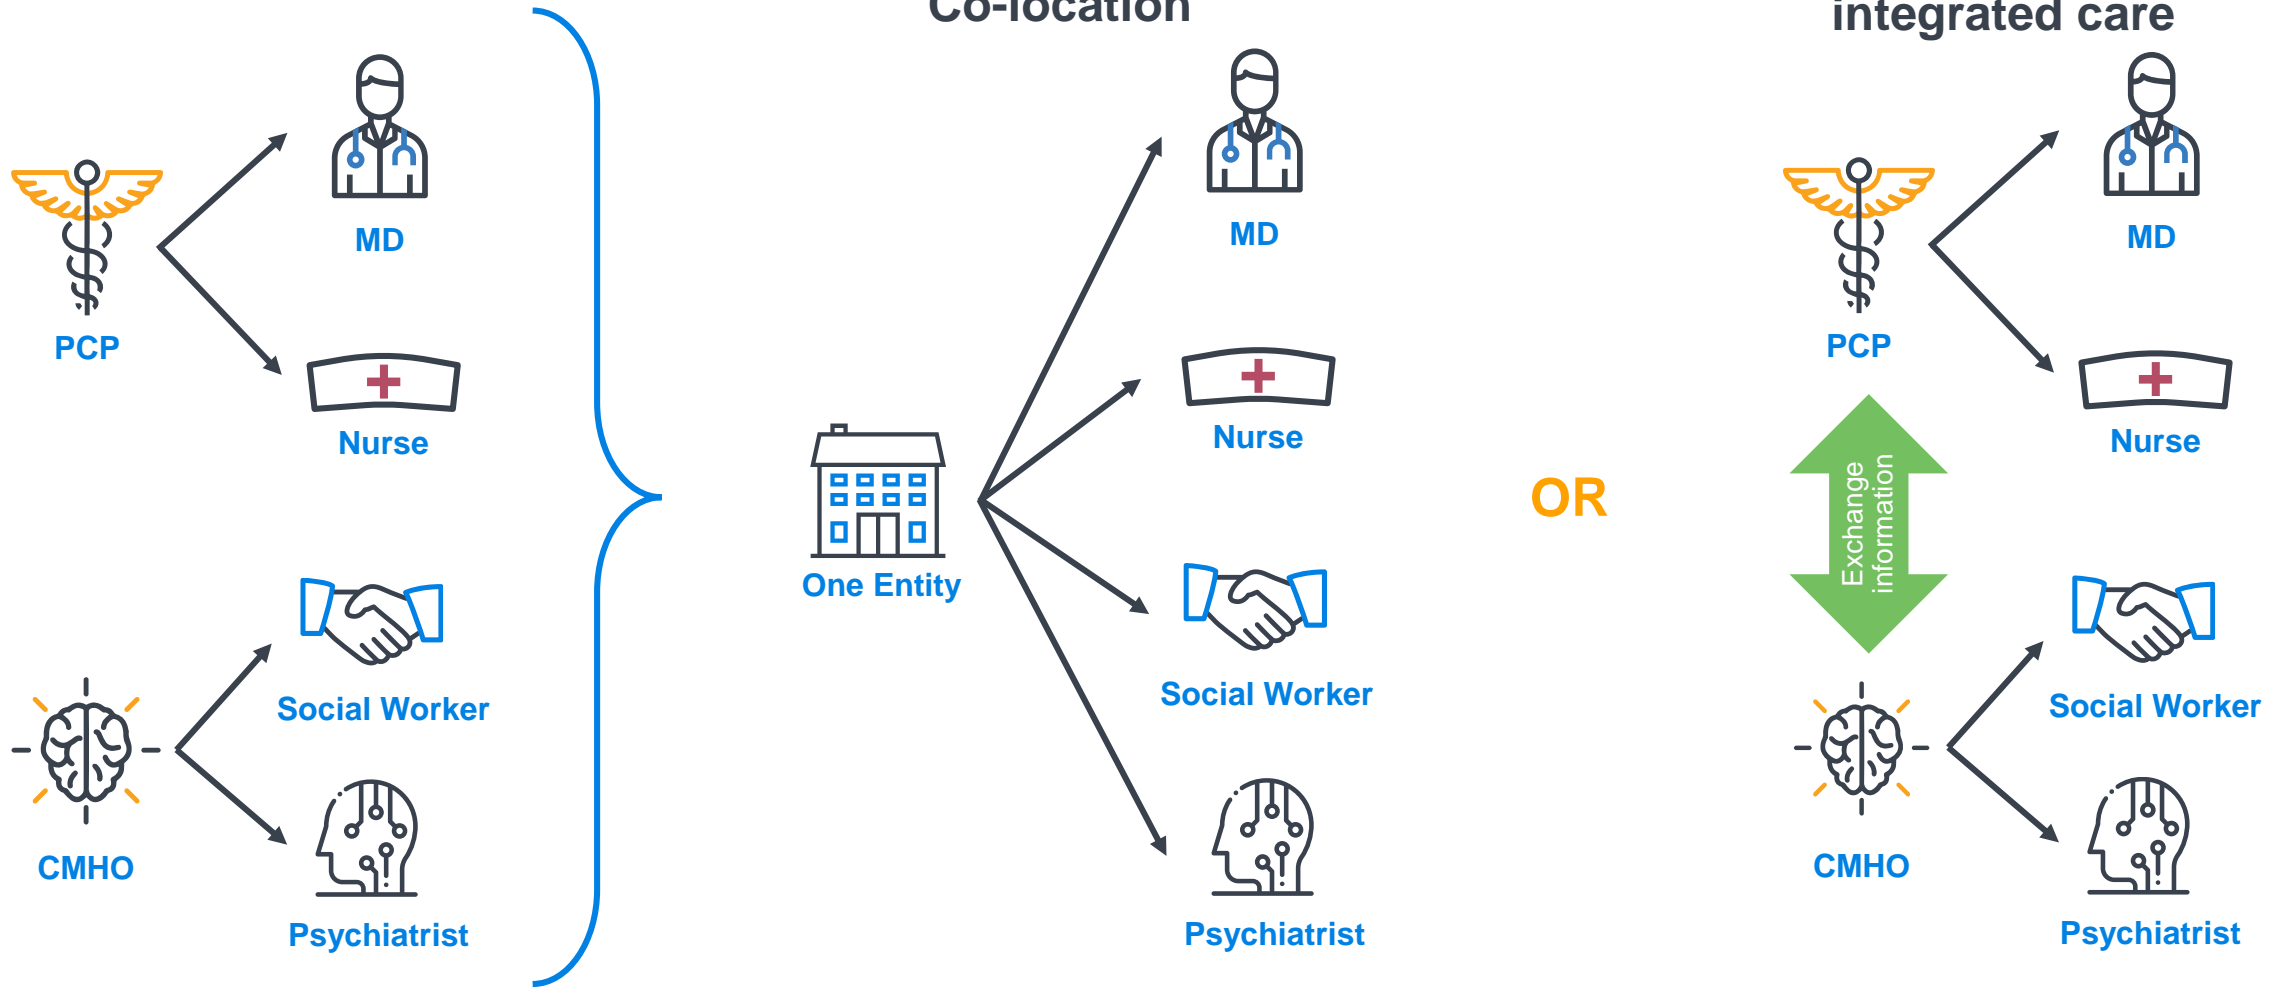 Co-location
integrated care
MD
PCP
Nurse
Social Worker
CMHO
Psychiatrist
MD
Nurse
One Entity
Social Worker
Psychiatrist
OR
MD
PCP
Nurse
Exchange
information
Social Worker
CMHO
Psychiatrist